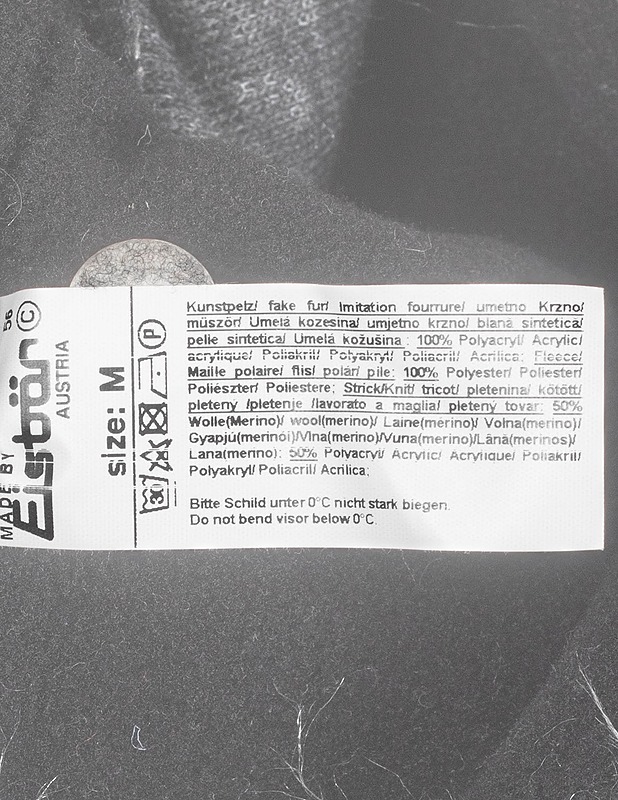 56 ©
MADE BY
Eisbär
AUSTRIA
size: M
30
P
Kunstpelz/ fake fur/ Imitation fourrure/ umetno Krzno/
műszőr/ Umelá kozesina/ umjetno krzno/ blana sintetica/
pelle sintetica/ Umelá kožušina : 100% Polyacryl/ Acrylic/
acrylique/ Poliakril/ Polyakryl/ Poliacril/ Acrilica; Fleece/
Maille polaire/ flis/ polár/ pile: 100% Polyester/ Poliester/
Poliészter/ Poliestere; Strick/Knit/ tricot/ pletenina/ kötött/
pleteny /pletenje /lavorato a maglia/ pletený tovar: 50%
Wolle(Merino)/ wool(merino)/ Laine(merino)/ Volna(merino)/
Gyapjú(merinói)/Vlna(merino)/Vuna(merino)/Lână(merinos)/
Lana(merino); 50% Polyacryl/ Acrylic/ Acrylique/ Poliakril/
Polyakryl/ Poliacril/ Acrilica;
Bitte Schild unter 0°C nicht stark biegen.
Do not bend visor below 0°C